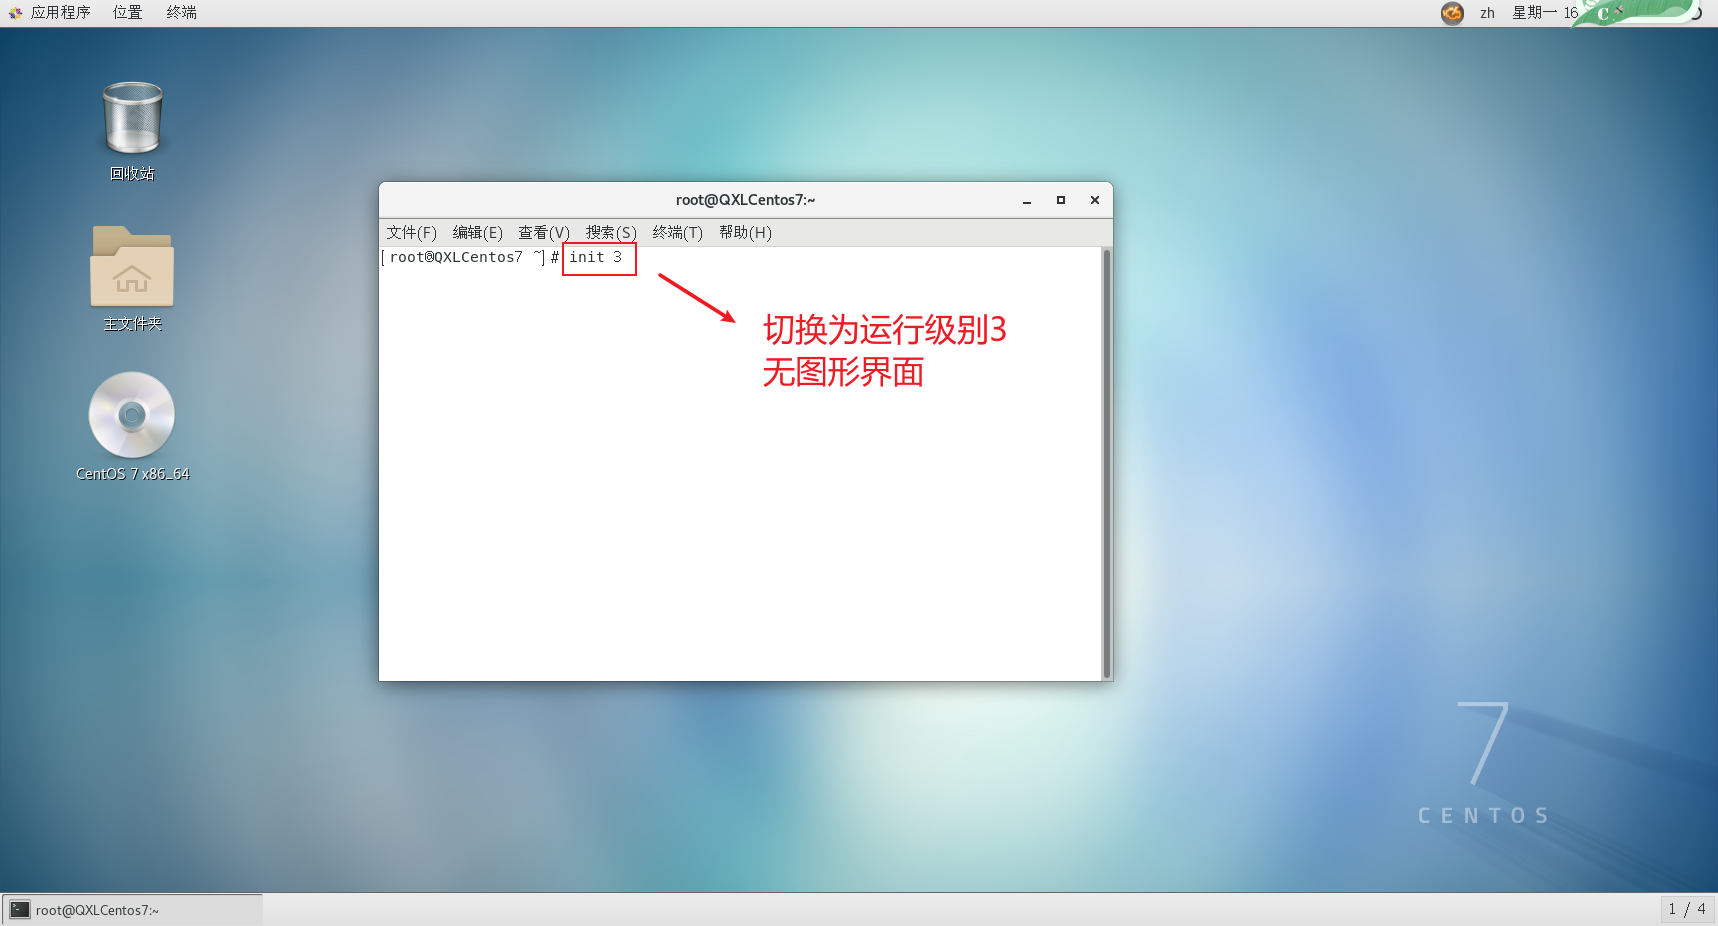 应用程序 位置 终端
zh 星期一 16
回收站
主文件夹
CentOS 7 x86_64
root@QXLCentos7:~
文件(F) 编辑(E) 查看(V) 搜索(S) 终端(T) 帮助(H)
[root@QXLCentos7 ~]# init 3
切换为运行级别3
无图形界面
7
CENTOS
root@QXLCentos7:~
1 / 4